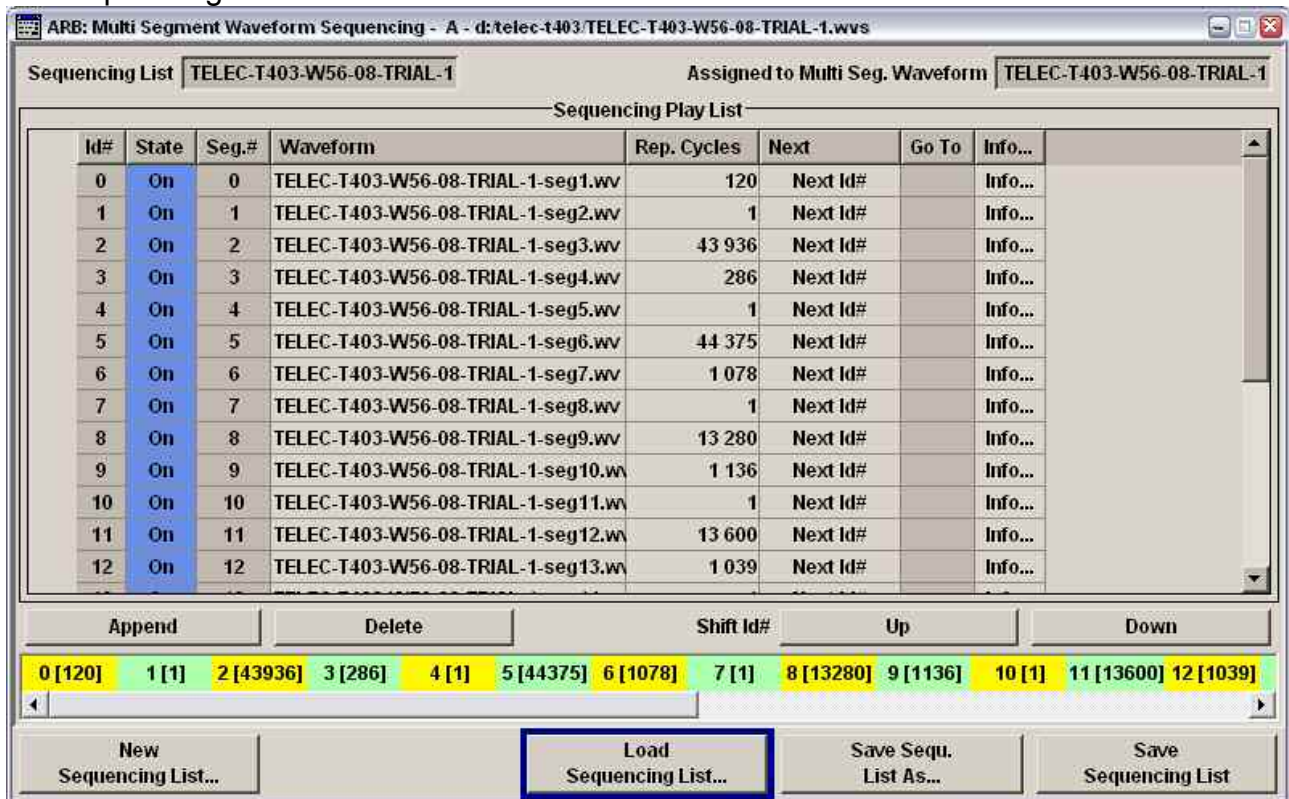 ARB: Multi Segment Waveform Sequencing - A - d:/telec-t403/TELEC-T403-W56-08-TRIAL-1.wvs
Sequencing List TELEC-T403-W56-08-TRIAL-1 Assigned to Multi Seg. Waveform TELEC-T403-W56-08-TRIAL-1
Sequencing Play List
Id# State Seg.# Waveform Rep. Cycles Next Go To Info...
0 On 0 TELEC-T403-W56-08-TRIAL-1-seg1.wv 120 Next Id# Info...
1 On 1 TELEC-T403-W56-08-TRIAL-1-seg2.wv 1 Next Id# Info...
2 On 2 TELEC-T403-W56-08-TRIAL-1-seg3.wv 43 936 Next Id# Info...
3 On 3 TELEC-T403-W56-08-TRIAL-1-seg4.wv 286 Next Id# Info...
4 On 4 TELEC-T403-W56-08-TRIAL-1-seg5.wv 1 Next Id# Info...
5 On 5 TELEC-T403-W56-08-TRIAL-1-seg6.wv 44 375 Next Id# Info...
6 On 6 TELEC-T403-W56-08-TRIAL-1-seg7.wv 1 078 Next Id# Info...
7 On 7 TELEC-T403-W56-08-TRIAL-1-seg8.wv 1 Next Id# Info...
8 On 8 TELEC-T403-W56-08-TRIAL-1-seg9.wv 13 280 Next Id# Info...
9 On 9 TELEC-T403-W56-08-TRIAL-1-seg10.w 1 136 Next Id# Info...
10 On 10 TELEC-T403-W56-08-TRIAL-1-seg11.w 1 Next Id# Info...
11 On 11 TELEC-T403-W56-08-TRIAL-1-seg12.w 13 600 Next Id# Info...
12 On 12 TELEC-T403-W56-08-TRIAL-1-seg13.w 1 039 Next Id# Info...
Append Delete Shift Id# Up Down
0 [120] 1 [1] 2 [43936] 3 [286] 4 [1] 5 [44375] 6 [1078] 7 [1] 8 [13280] 9 [1136] 10 [1] 11 [13600] 12 [1039]
New Load Save Sequ. Save
Sequencing List... Sequencing List... List As... Sequencing List